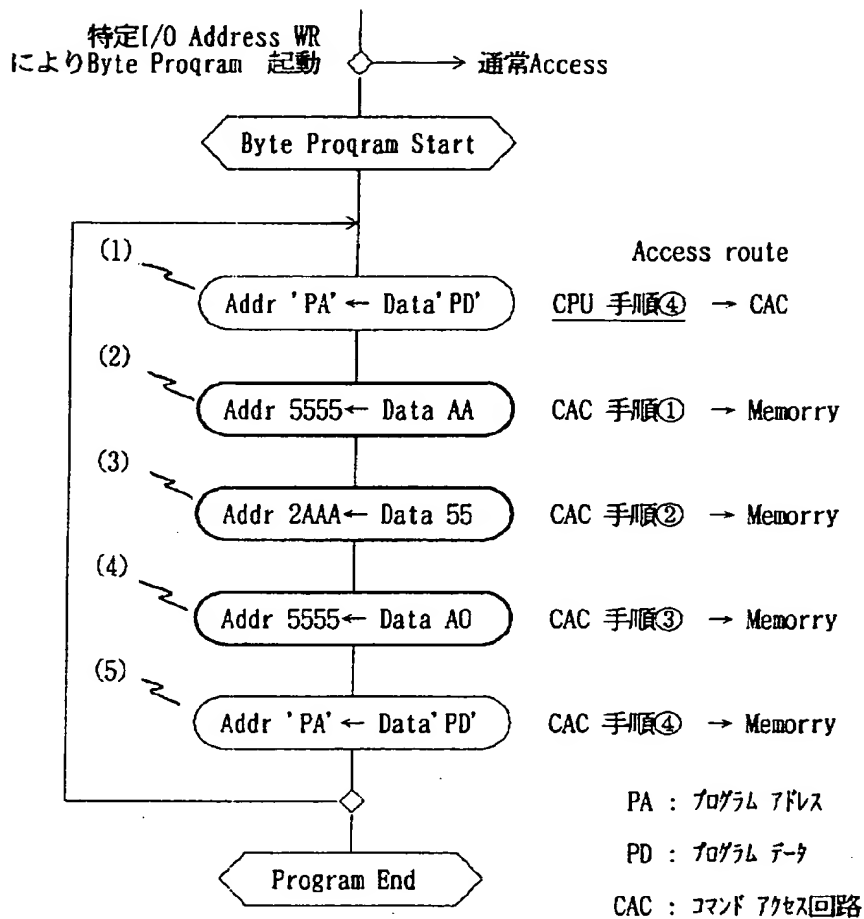 特定I/O Address WR
によりByte Proqram 起動
→ 通常Access
Byte Proqram Start
Access route
(1)
Addr 'PA' ← Data'PD'
CPU 手順④ → CAC
(2)
Addr 5555← Data AA
CAC 手順① → Memorry
(3)
Addr 2AAA← Data 55
CAC 手順② → Memorry
(4)
Addr 5555← Data A0
CAC 手順③ → Memorry
(5)
Addr 'PA' ← Data'PD'
CAC 手順④ → Memorry
PA : プログラム アドレス
PD : プログラム データ
Program End
CAC : コマンド アクセス回路